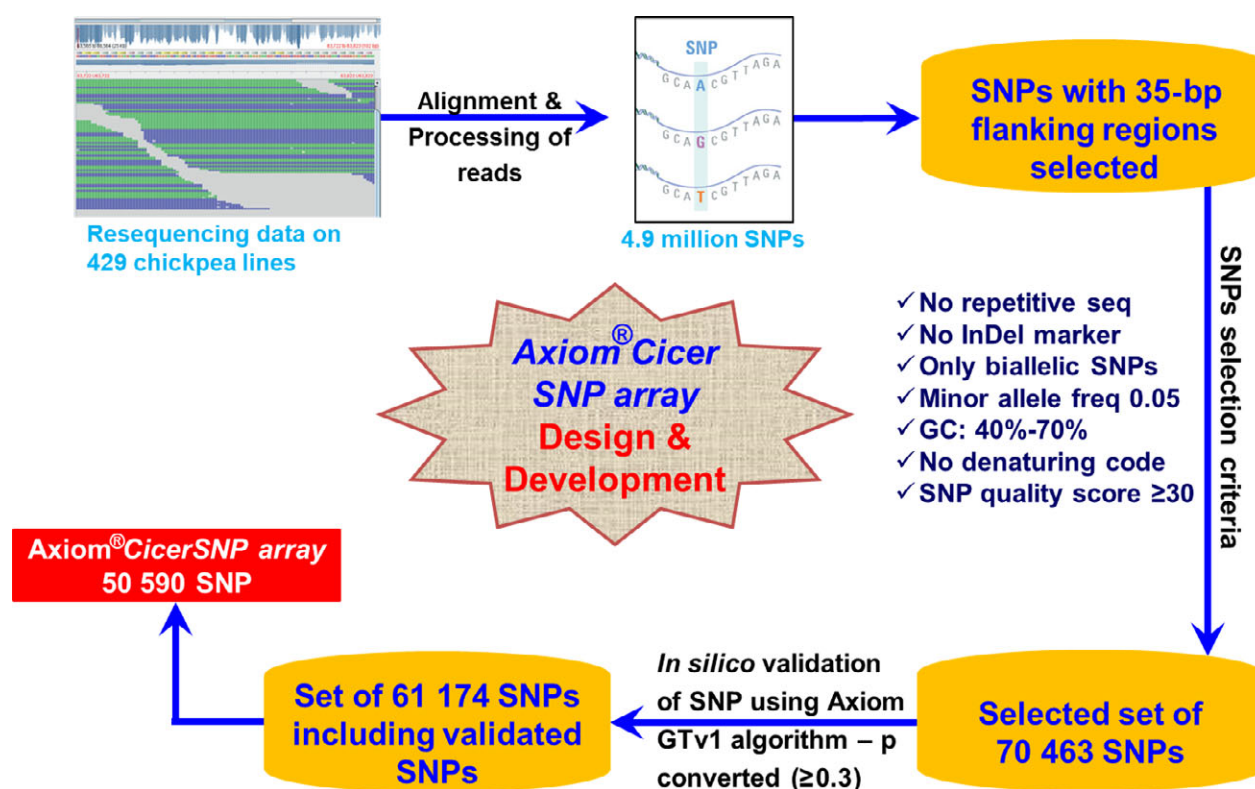 Alignment &
Processing of
reads
Resequencing data on
429 chickpea lines
SNP
GCAACGTTAGA
GCAGCGTTAGA
GCATCGTTAGA
4.9 million SNPs
SNPs with 35-bp
flanking regions
selected
SNPs selection criteria
✓ No repetitive seq
✓ No InDel marker
✓ Only biallelic SNPs
✓ Minor allele freq 0.05
✓ GC: 40%-70%
✓ No denaturing code
✓ SNP quality score ≥30
Axiom® Cicer
SNP array
Design &
Development
Selected set of
70 463 SNPs
In silico validation
of SNP using Axiom
GTv1 algorithm – p
converted (≥0.3)
Set of 61 174 SNPs
including validated
SNPs
Axiom®CicerSNP array
50 590 SNP